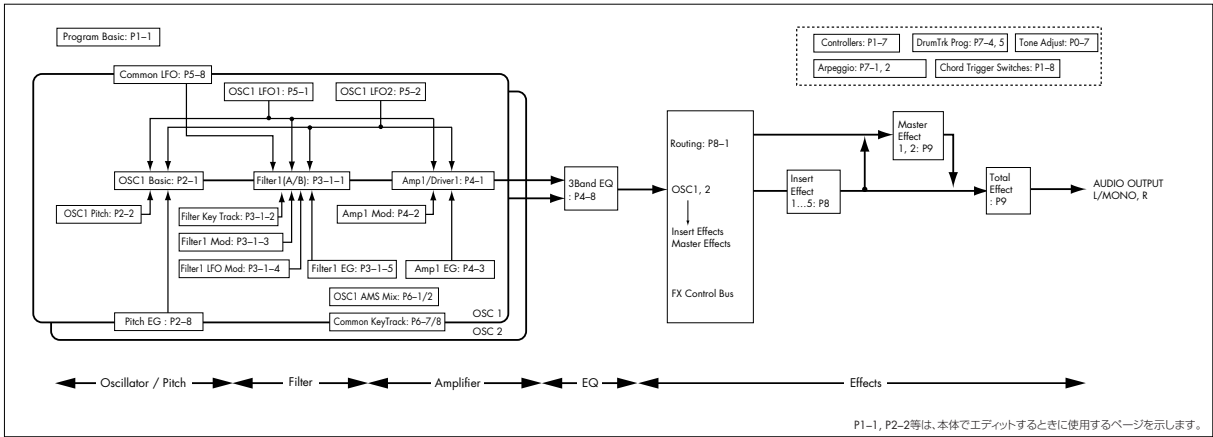 Program Basic: P1–1
Controllers: P1–7
DrumTrk Prog: P7–4, 5
Tone Adjust: P0–7
Arpeggio: P7–1, 2
Chord Trigger Switches: P1–8
Common LFO: P5–8
OSC1 LFO1: P5–1
OSC1 LFO2: P5–2
OSC1 Basic: P2–1
Filter1(A/B): P3–1–1
Amp1/Driver1: P4–1
OSC1 Pitch: P2–2
Filter Key Track: P3–1–2
Amp1 Mod: P4–2
Filter1 Mod: P3–1–3
Filter1 LFO Mod: P3–1–4
Filter1 EG: P3–1–5
Amp1 EG: P4–3
OSC1 AMS Mix: P6–1/2
OSC 1
Pitch EG : P2–8
Common KeyTrack: P6–7/8
OSC 2
3Band EQ
: P4–8
Routing: P8–1
OSC1, 2
Insert Effects
Master Effects
FX Control Bus
Insert
Effect
1...5: P8
Master
Effect
1, 2: P9
Total
Effect
: P9
AUDIO OUTPUT
L/MONO, R
Oscillator / Pitch
Filter
Amplifier
EQ
Effects
P1–1, P2–2等は、本体でエディットするときに使用するページを示します。